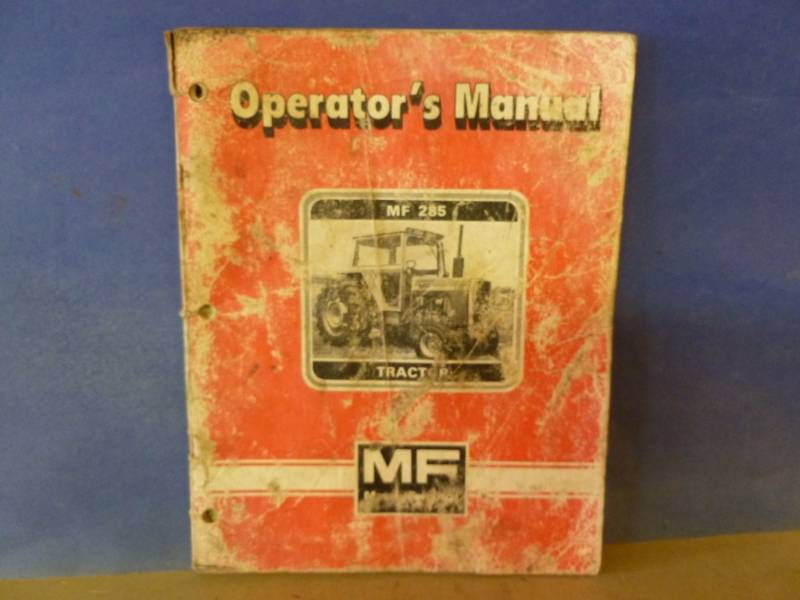 Operator's Manual
MF 285
TRACTOR
MF